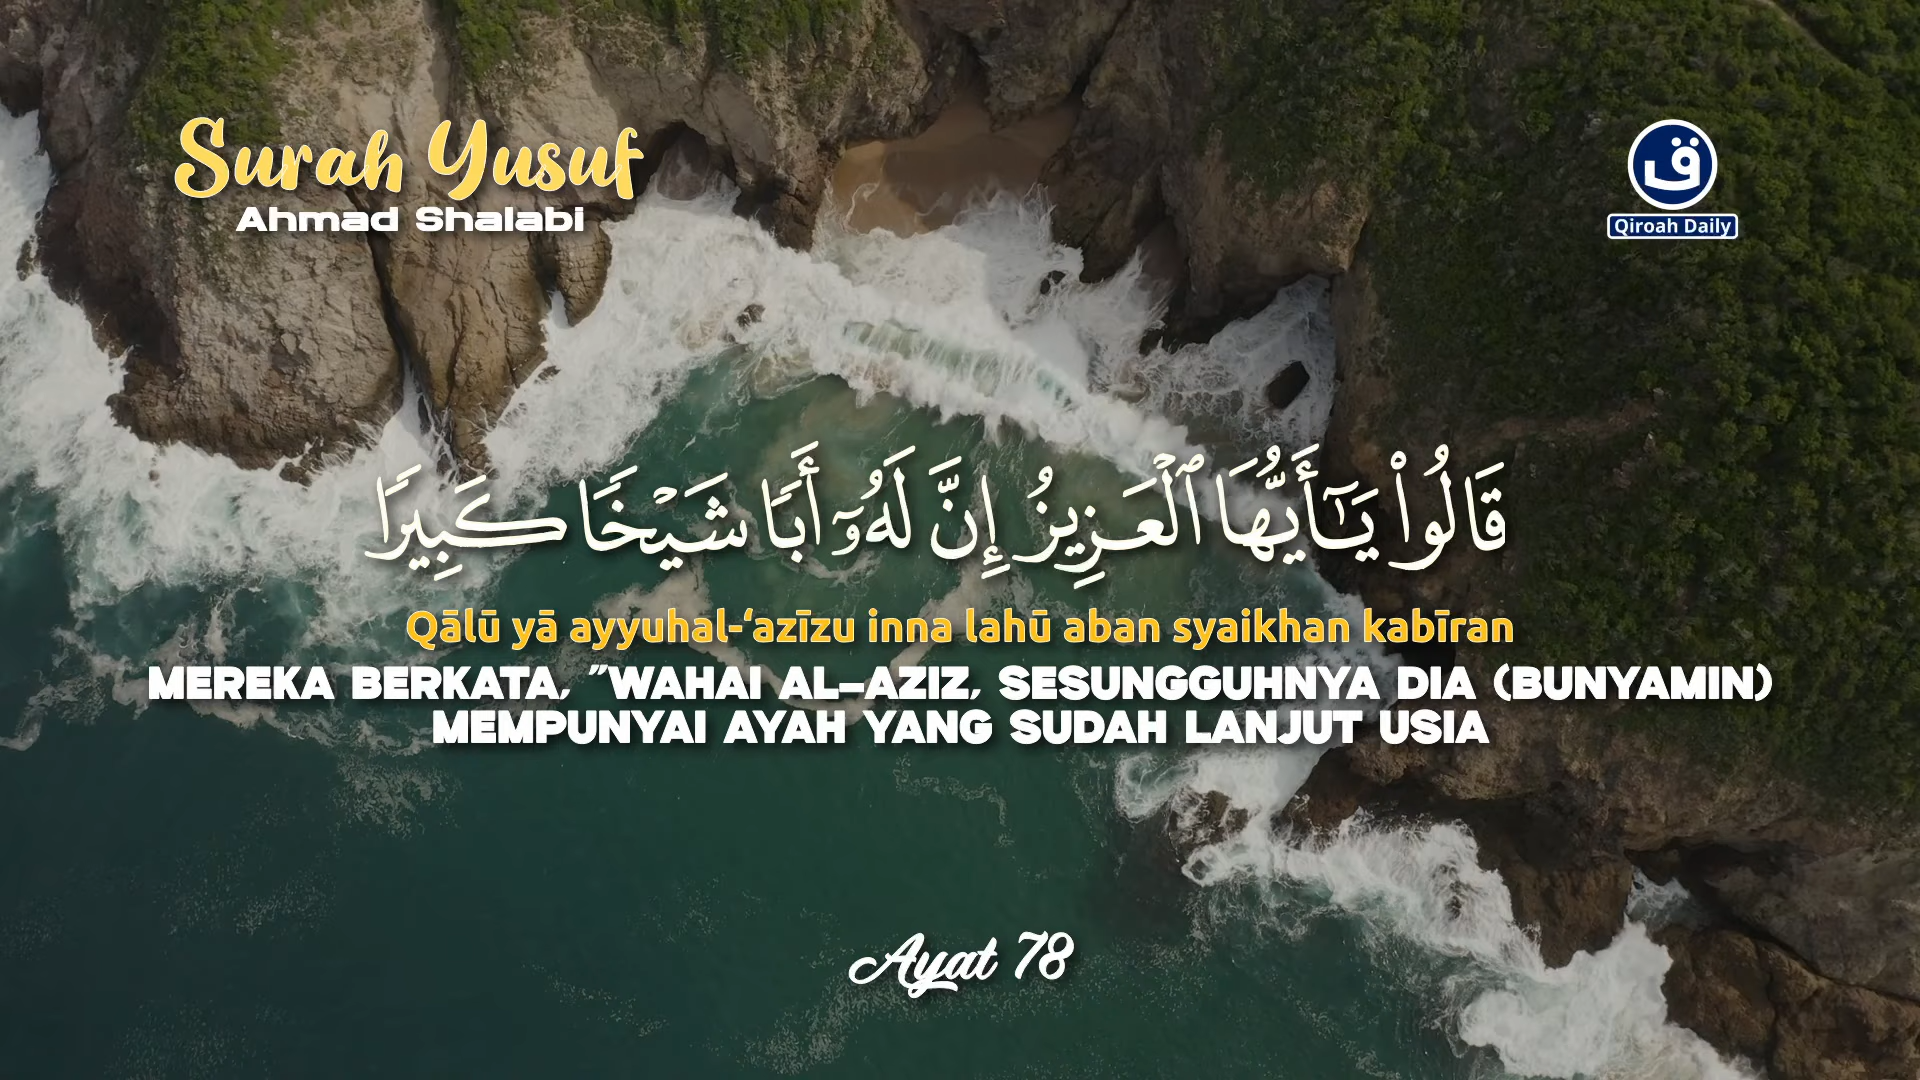 Surah Yusuf
Ahmad Shalabi
ق
Qiroah Daily
قَالُوا۟ يَـٰٓأَيُّهَا ٱلْعَزِيزُ إِنَّ لَهُۥٓ أَبًا شَيْخًا كَبِيرًا
Qālū yā ayyuhal-‘azīzu inna lahū aban syaikhan kabīran
MEREKA BERKATA, "WAHAI AL-AZIZ, SESUNGGUHNYA DIA (BUNYAMIN)
MEMPUNYAI AYAH YANG SUDAH LANJUT USIA
Ayat 78